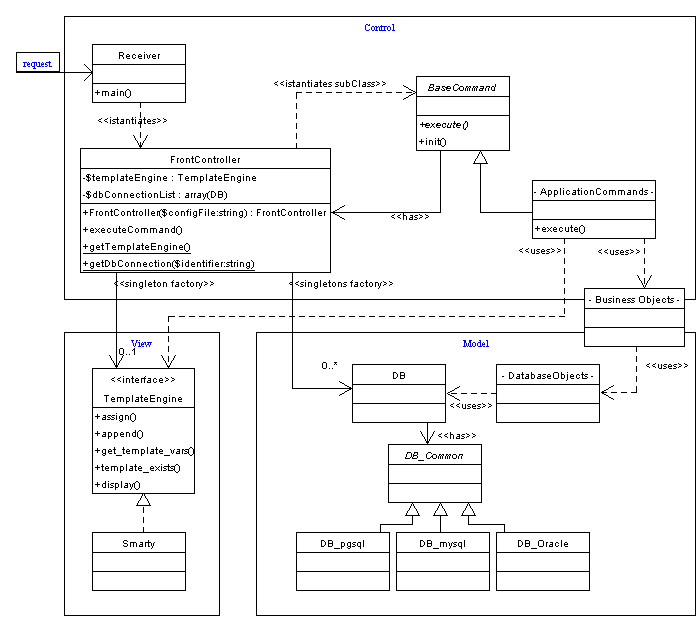 Control
request
Receiver
+main()
<<istantiates>>
<<istantiates subClass>>
BaseCommand
+execute()
+init()
FrontController
-$templateEngine : TemplateEngine
-$dbConnectionList : array(DB)
+FrontController($configFile:string) : FrontController
+executeCommand()
+getTemplateEngine()
+getDbConnection($identifier:string)
<<has>>
- ApplicationCommands -
+execute()
<<uses>>
<<uses>>
<<singleton factory>>
<<singletons factory>>
- Business Objects -
View
0..1
Model
0..*
<<uses>>
<<interface>>
TemplateEngine
+assign()
+append()
+get_template_vars()
+template_exists()
+display()
DB
<<uses>>
- DatabaseObjects -
<<has>>
DB_Common
Smarty
DB_pgsql
DB_mysql
DB_Oracle